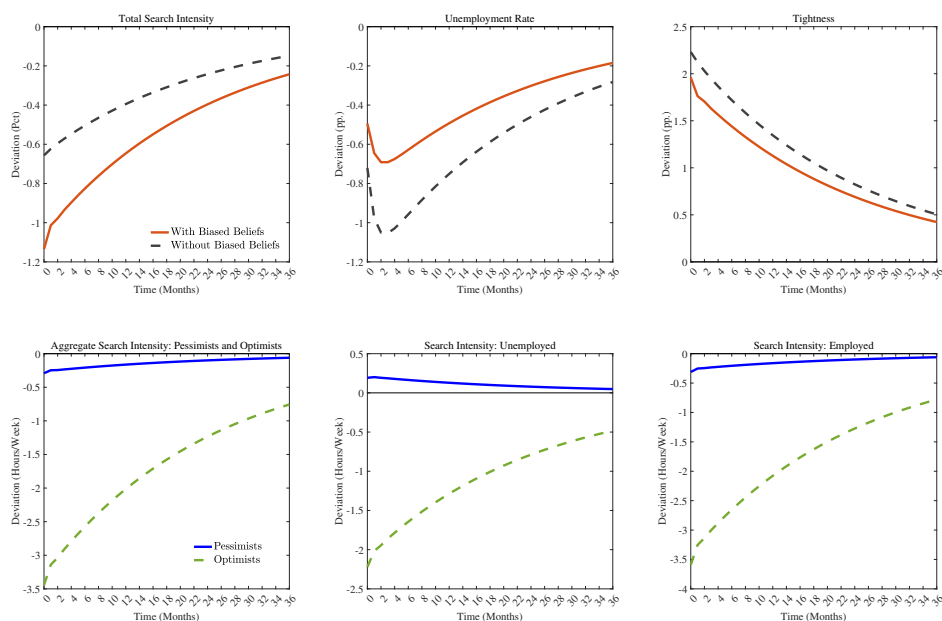 Total Search Intensity
Deviation (Pct)
0
-0.2
-0.4
-0.6
-0.8
-1
-1.2
With Biased Beliefs
Without Biased Beliefs
0 2 4 6 8 10 12 14 16 18 20 22 24 26 28 30 32 34 36
Time (Months)
Unemployment Rate
Deviation (pp.)
0
-0.2
-0.4
-0.6
-0.8
-1
-1.2
0 2 4 6 8 10 12 14 16 18 20 22 24 26 28 30 32 34 36
Time (Months)
Tightness
Deviation (pp.)
2.5
2
1.5
1
0.5
0
0 2 4 6 8 10 12 14 16 18 20 22 24 26 28 30 32 34 36
Time (Months)
Aggregate Search Intensity: Pessimists and Optimists
Deviation (Hours/Week)
0
-0.5
-1
-1.5
-2
-2.5
-3
-3.5
Pessimists
Optimists
0 2 4 6 8 10 12 14 16 18 20 22 24 26 28 30 32 34 36
Time (Months)
Search Intensity: Unemployed
Deviation (Hours/Week)
0.5
0
-0.5
-1
-1.5
-2
-2.5
0 2 4 6 8 10 12 14 16 18 20 22 24 26 28 30 32 34 36
Time (Months)
Search Intensity: Employed
Deviation (Hours/Week)
0
-0.5
-1
-1.5
-2
-2.5
-3
-3.5
-4
0 2 4 6 8 10 12 14 16 18 20 22 24 26 28 30 32 34 36
Time (Months)